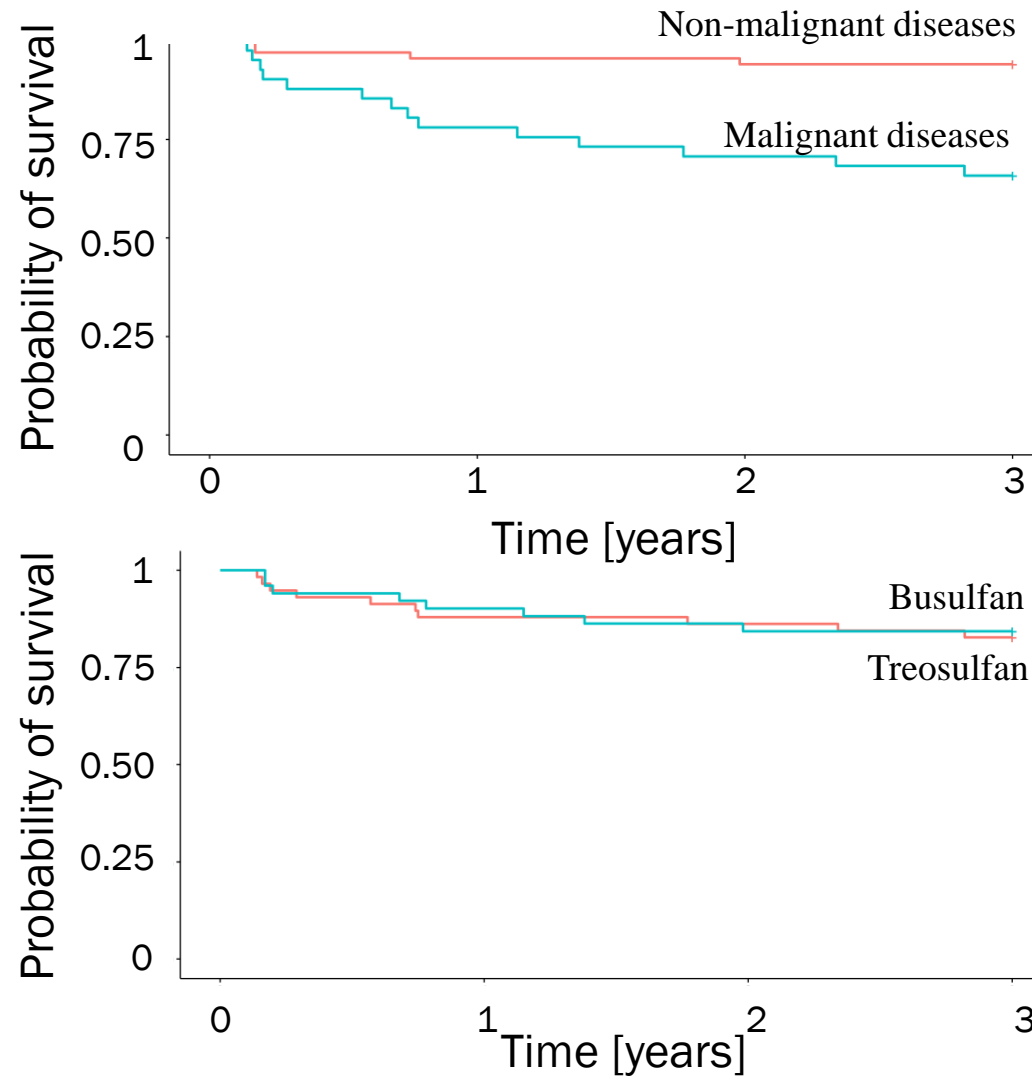 Non-malignant diseases
Probability of survival
1
0.75
Malignant diseases
0.50
0.25
0
0 1 2 3
Time [years]
Probability of survival
1
Busulfan
0.75
Treosulfan
0.50
0.25
0
0 1 2 3
Time [years]